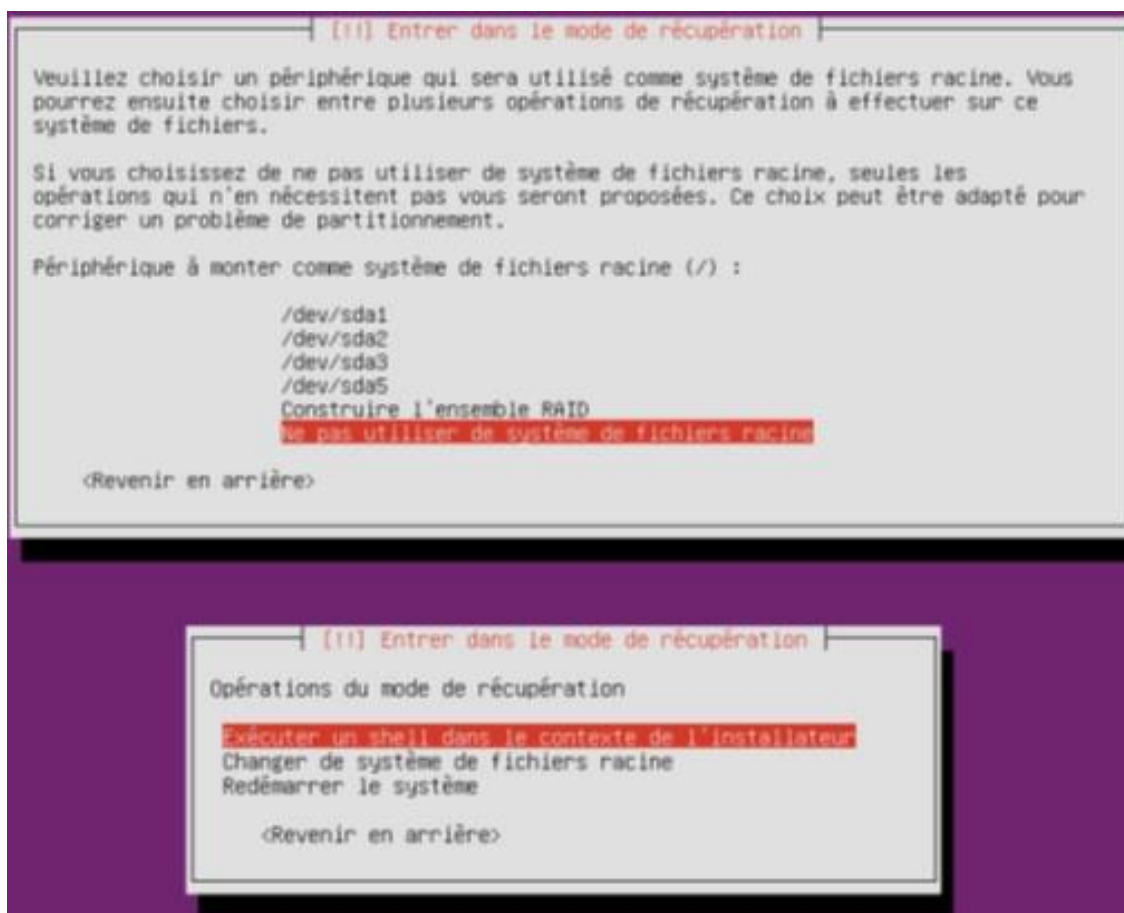 [!!] Entrer dans le mode de récupération
Veuillez choisir un périphérique qui sera utilisé comme système de fichiers racine. Vous
pourrez ensuite choisir entre plusieurs opérations de récupération à effectuer sur ce
système de fichiers.
Si vous choisissez de ne pas utiliser de système de fichiers racine, seules les
opérations qui n'en nécessitent pas vous seront proposées. Ce choix peut être adapté pour
corriger un problème de partitionnement.
Périphérique à monter comme système de fichiers racine (/) :
/dev/sda1
/dev/sda2
/dev/sda3
/dev/sda5
Construire l'ensemble RAID
Ne pas utiliser de système de fichiers racine
<Revenir en arrière>
[!!] Entrer dans le mode de récupération
Opérations du mode de récupération
Exécuter un shell dans le contexte de l'installateur
Changer de système de fichiers racine
Redémarrer le système
<Revenir en arrière>